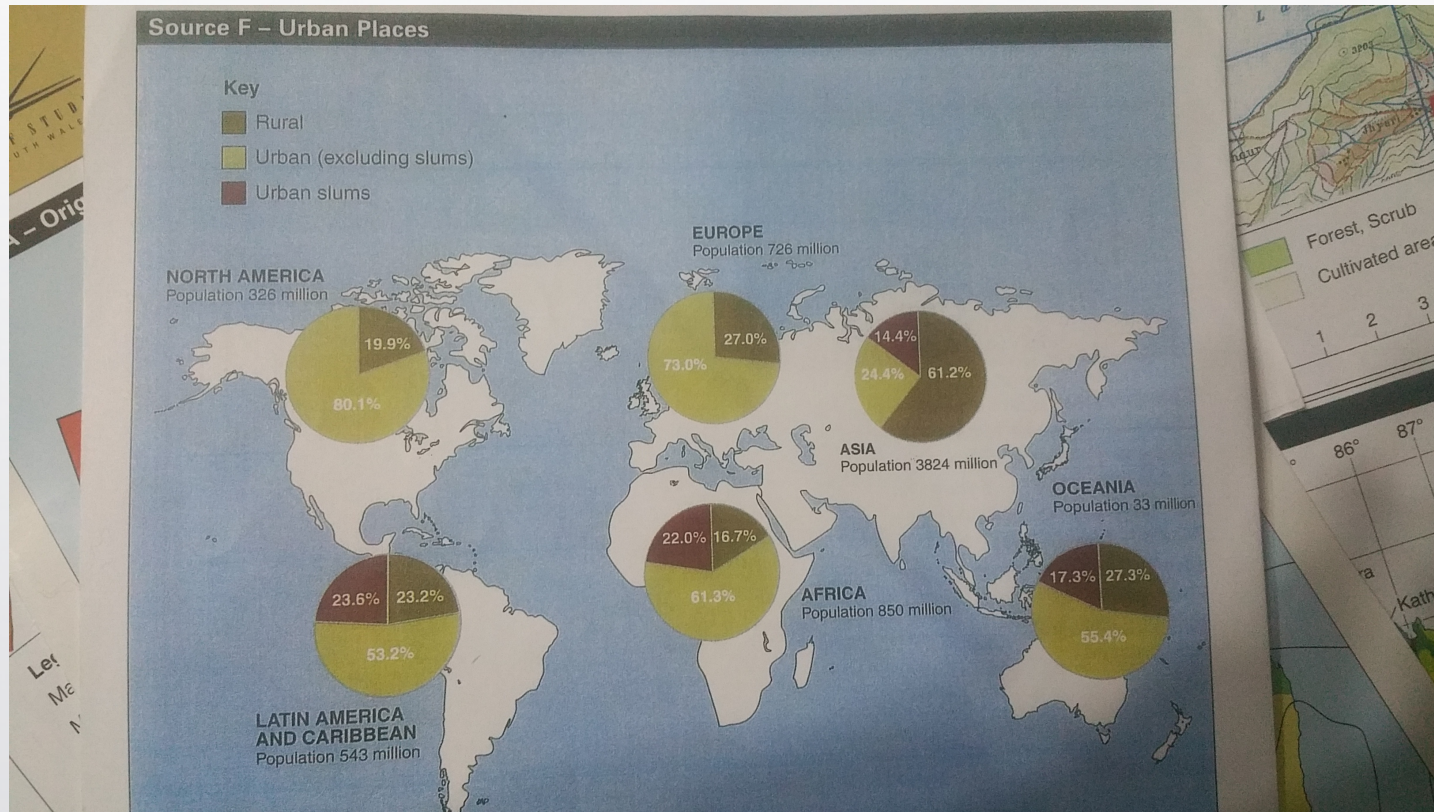 Source F – Urban Places
Key
Rural
Urban (excluding slums)
Urban slums
NORTH AMERICA
Population 326 million
19.9%
80.1%
EUROPE
Population 726 million
27.0%
73.0%
14.4%
24.4%
61.2%
ASIA
Population 3824 million
OCEANIA
Population 33 million
17.3%
27.3%
55.4%
22.0%
16.7%
61.3%
AFRICA
Population 850 million
23.6%
23.2%
53.2%
LATIN AMERICA
AND CARIBBEAN
Population 543 million
Forest, Scrub
Cultivated area
1 2 3
86° 87°